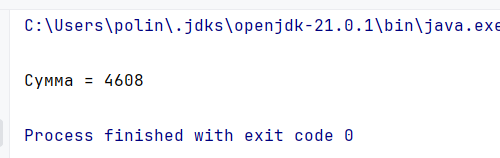 C:\Users\polin\.jdks\openjdk-21.0.1\bin\java.exe
Сумма = 4608
Process finished with exit code 0